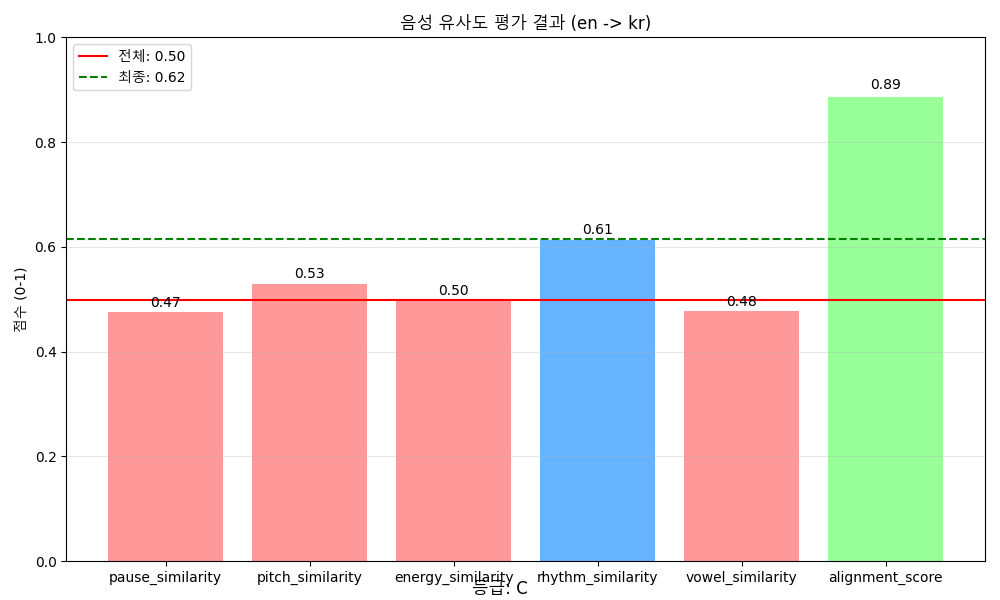 음성 유사도 평가 결과 (en -> kr)
전체: 0.50
최종: 0.62
점수 (0-1)
1.0
0.8
0.6
0.4
0.2
0.0
0.47
0.53
0.50
0.61
0.48
0.89
pause_similarity
pitch_similarity
energy_similarity
rhythm_similarity
vowel_similarity
alignment_score
등급: C